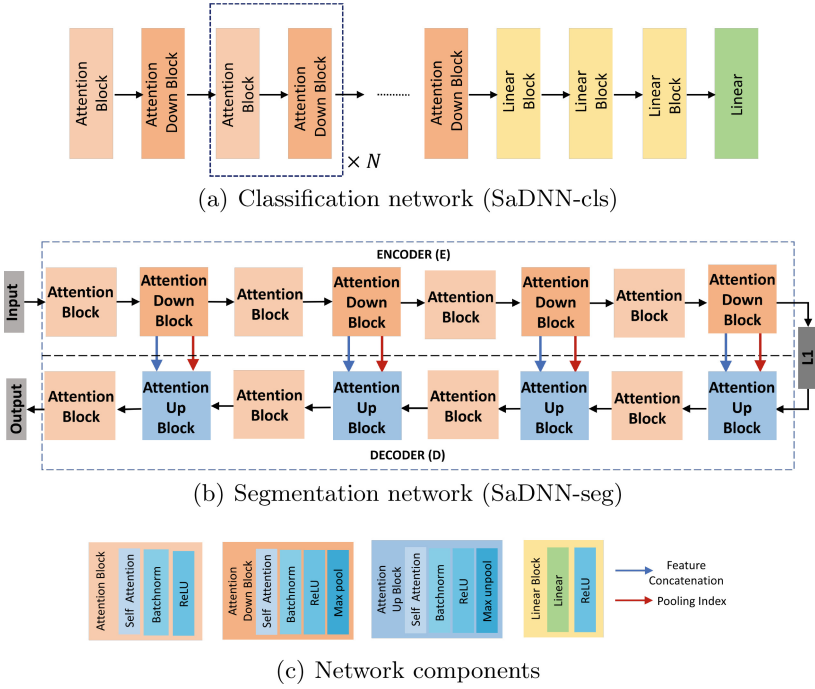 Attention
Block
Attention
Down Block
Attention
Block
Attention
Down Block
× N
............
Attention
Down Block
Linear
Block
Linear
Block
Linear
Block
Linear
(a) Classification network (SaDNN-cls)
ENCODER (E)
Input
Attention
Block
Attention
Down
Block
Attention
Block
Attention
Down
Block
Attention
Block
Attention
Down
Block
Attention
Block
Attention
Down
Block
L1
Output
Attention
Block
Attention
Up
Block
Attention
Block
Attention
Up
Block
Attention
Block
Attention
Up
Block
Attention
Block
Attention
Up
Block
DECODER (D)
(b) Segmentation network (SaDNN-seg)
Attention Block
Self Attention
Batchnorm
ReLU
Attention
Down Block
Self Attention
Batchnorm
ReLU
Max pool
Attention
Up Block
Self Attention
Batchnorm
ReLU
Max unpool
Linear Block
Linear
ReLU
Feature
Concatenation
Pooling Index
(c) Network components